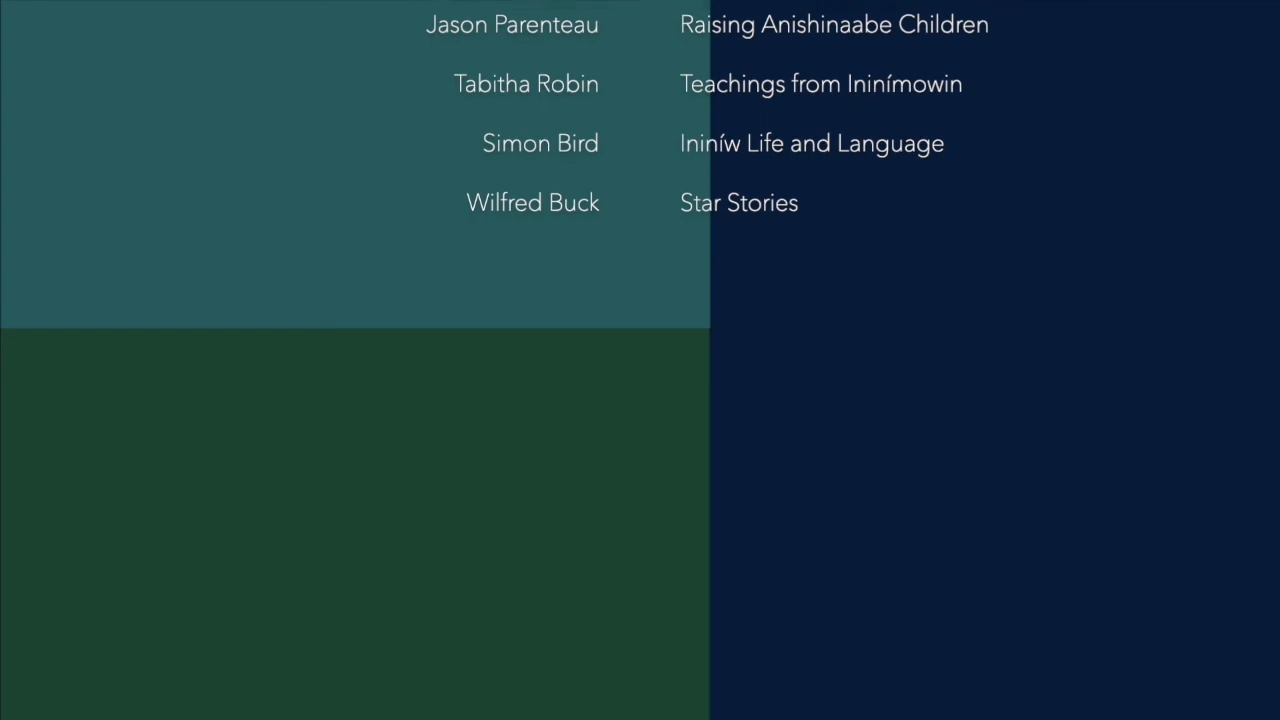 Jason Parenteau Raising Anishinaabe Children
Tabitha Robin Teachings from Ininímowin
Simon Bird Ininíw Life and Language
Wilfred Buck Star Stories